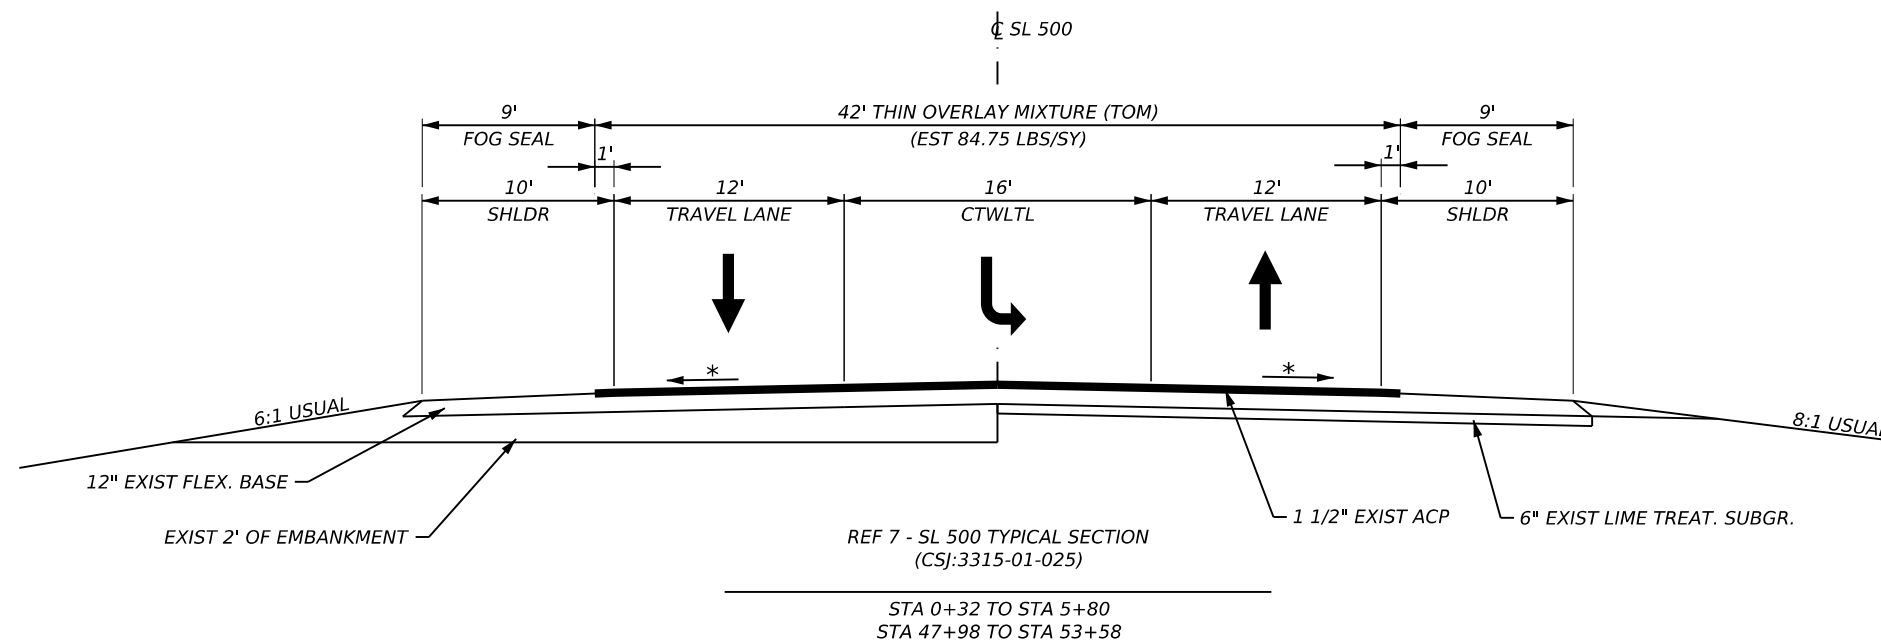 ℄ SL 500
9'
42' THIN OVERLAY MIXTURE (TOM)
9'
FOG SEAL
(EST 84.75 LBS/SY)
FOG SEAL
1'
1'
10'
12'
16'
12'
10'
SHLDR
TRAVEL LANE
CTWLTL
TRAVEL LANE
SHLDR
*
*
6:1 USUAL
8:1 USUAL
12" EXIST FLEX. BASE
1 1/2" EXIST ACP
6" EXIST LIME TREAT. SUBGR.
EXIST 2' OF EMBANKMENT
REF 7 - SL 500 TYPICAL SECTION
(CSJ:3315-01-025)
STA 0+32 TO STA 5+80
STA 47+98 TO STA 53+58